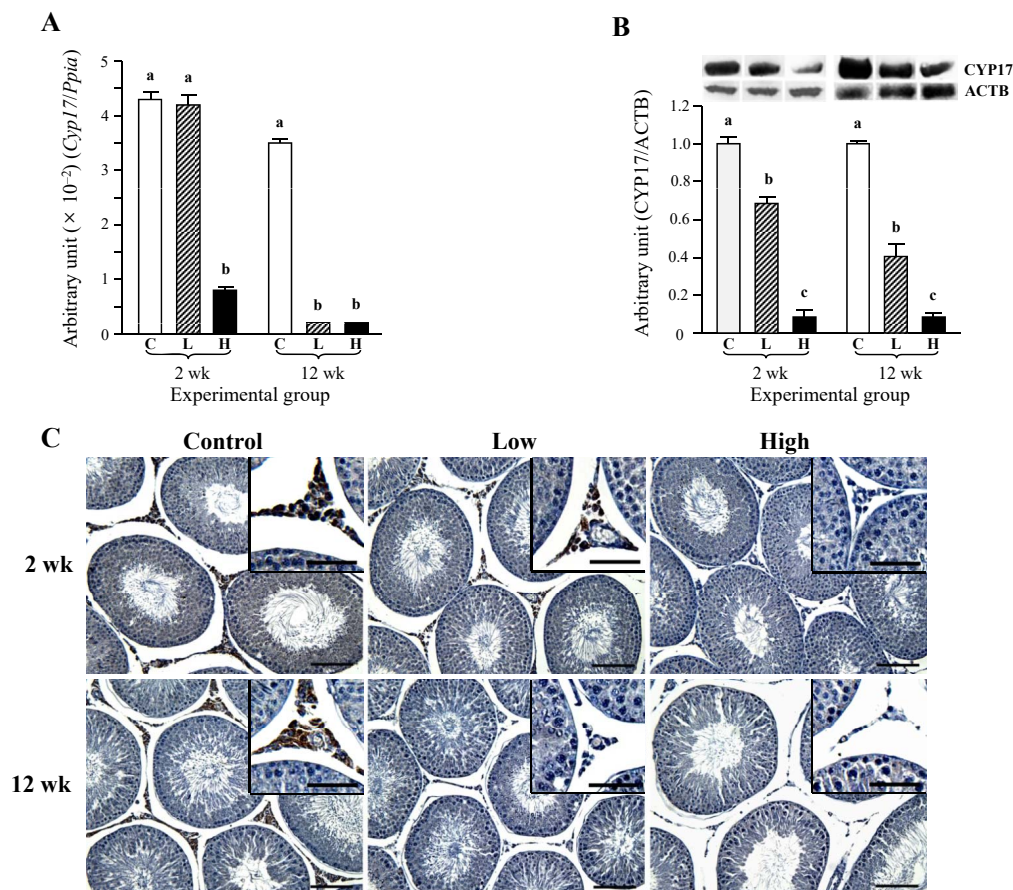 A
Arbitrary unit (× 10⁻²) (Cyp17/Ppia)
5
4
3
2
1
0
a
a
b
a
b
b
C L H C L H
2 wk 12 wk
Experimental group
B
CYP17
ACTB
Arbitrary unit (CYP17/ACTB)
1.2
1.0
0.8
0.6
0.4
0.2
0
a
b
c
a
b
c
C L H C L H
2 wk 12 wk
Experimental group
C
Control Low High
2 wk
12 wk